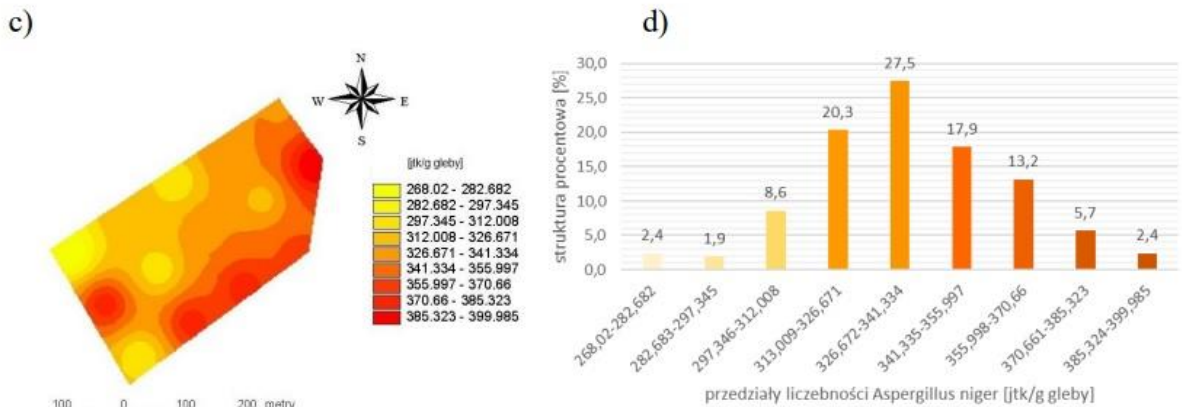 c)
N
W E
S
[jtk/g gleby]
268.02 - 282.682
282.682 - 297.345
297.345 - 312.008
312.008 - 326.671
326.671 - 341.334
341.334 - 355.997
355.997 - 370.66
370.66 - 385.323
385.323 - 399.985
100 0 100 200 metry
d)
struktura procentowa [%]
30,0
25,0
20,0
15,0
10,0
5,0
0,0
2,4
1,9
8,6
20,3
27,5
17,9
13,2
5,7
2,4
268,02-282,682
282,683-297,345
297,346-312,008
313,009-326,671
326,672-341,334
341,335-355,997
355,998-370,66
370,661-385,323
385,324-399,985
przedziały liczebności Aspergillus niger [jtk/g gleby]